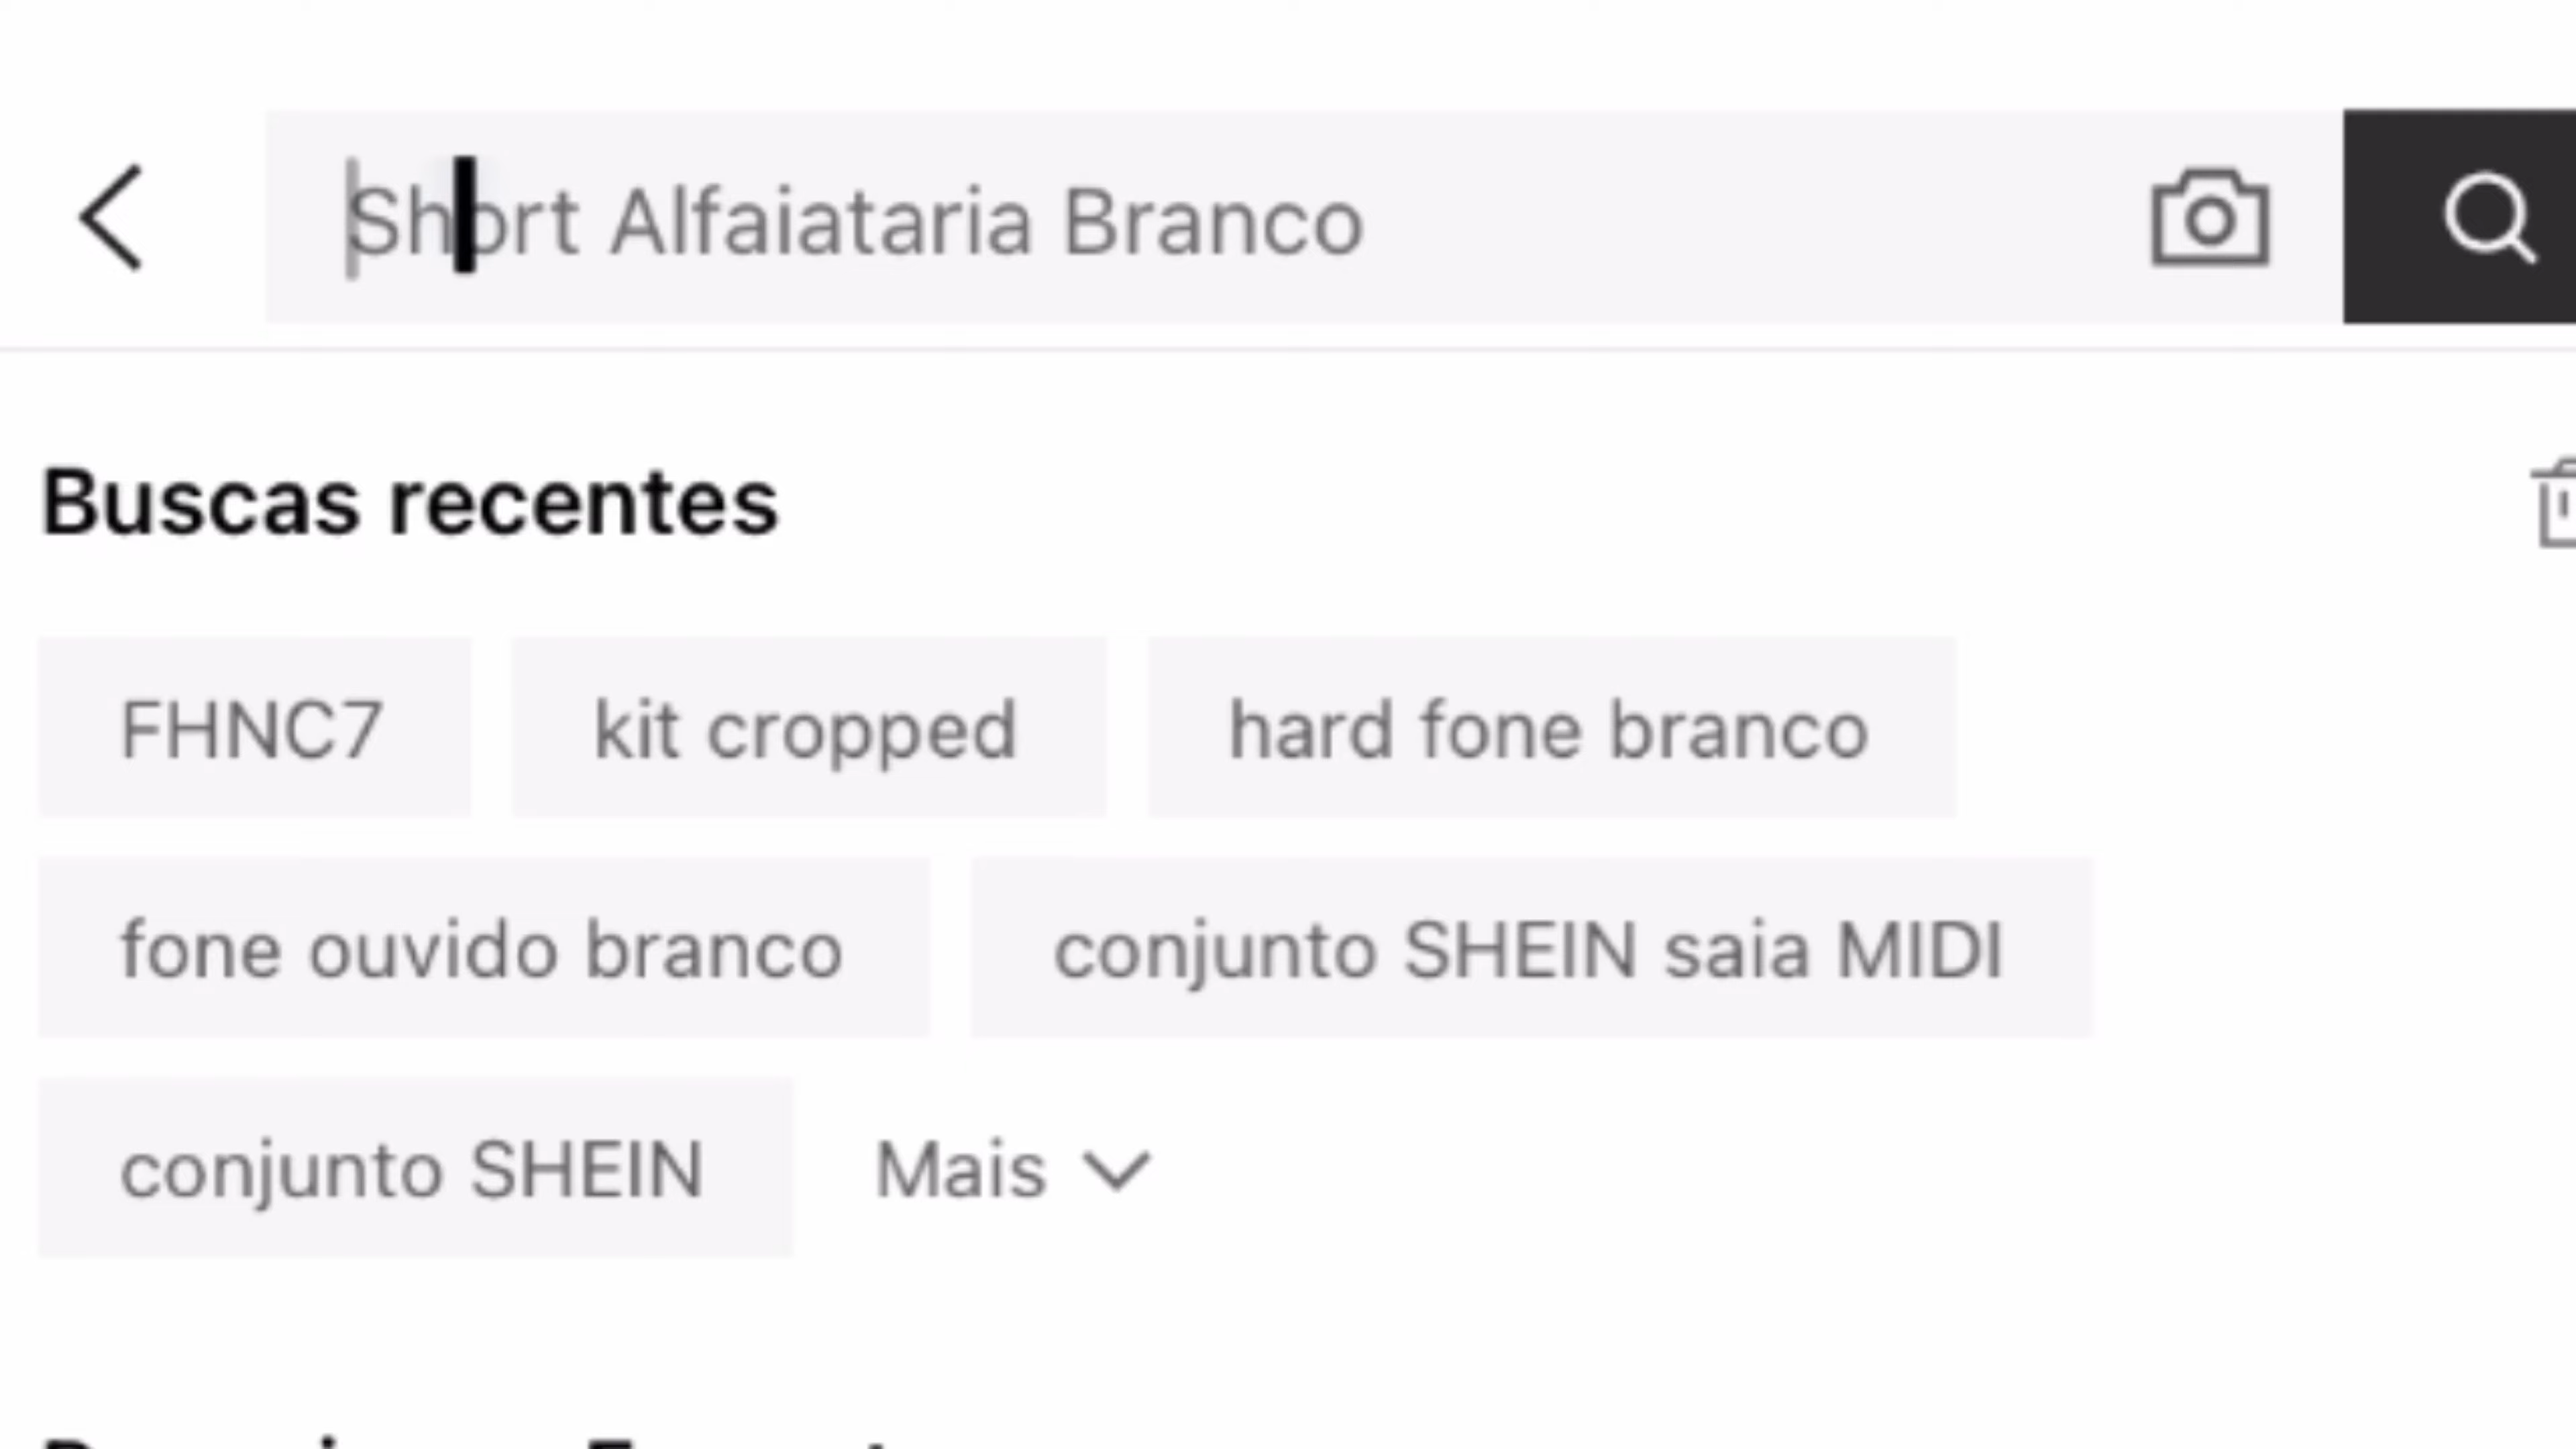 Short Alfaiataria Branco
Buscas recentes
FHNC7 kit cropped hard fone branco
fone ouvido branco conjunto SHEIN saia MIDI
conjunto SHEIN Mais